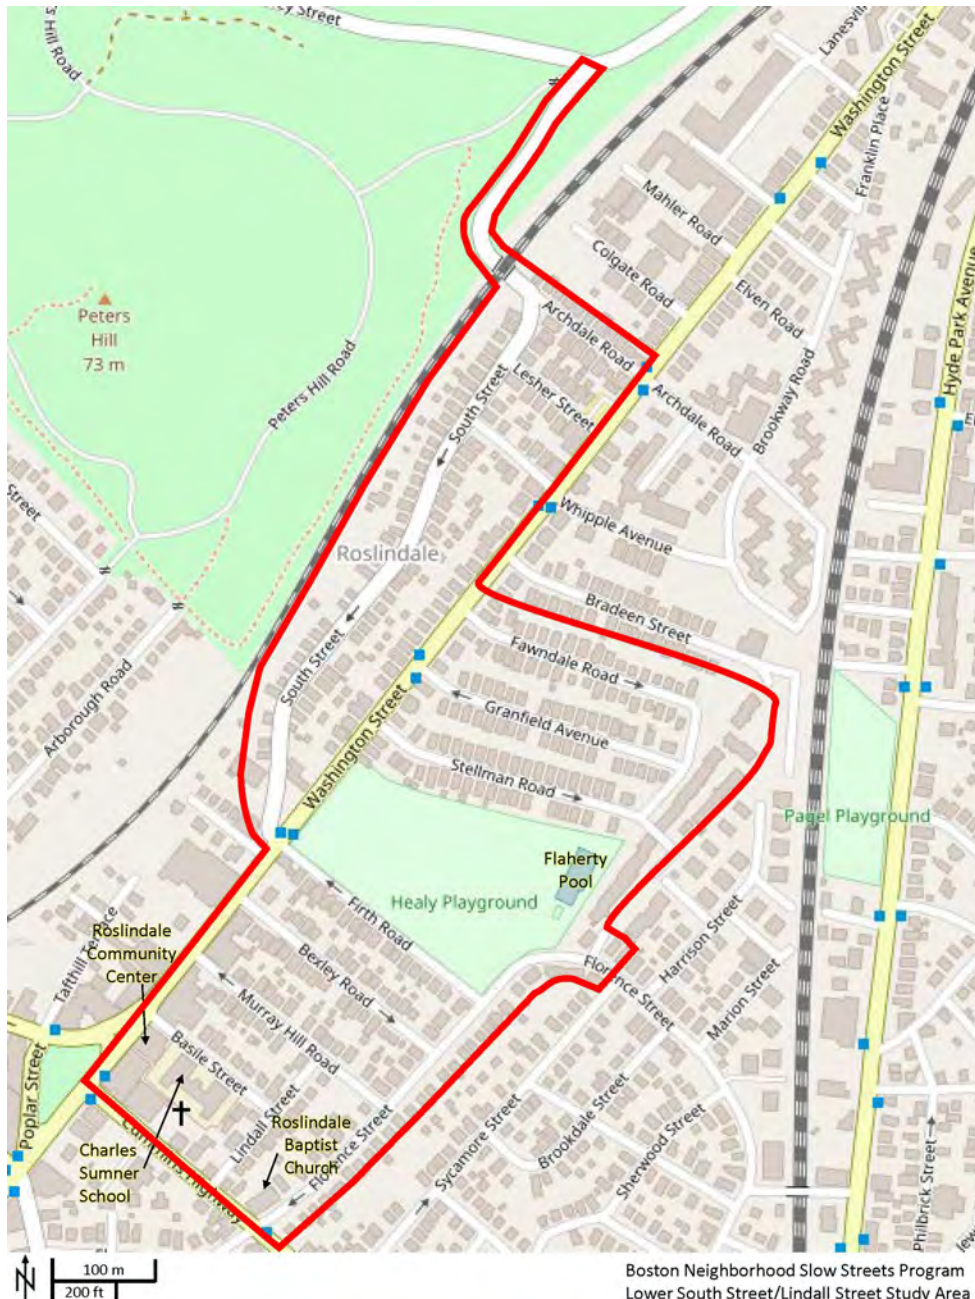 ey Street
S Hill Road
Lanesvil
Washington Street
Franklin Place
Mahler Road
Colgate Road
Elven Road
Hyde Park Avenue
Peters
Hill
73 m
Peters Hill Road
Archdale Road
Lesher Street
South Street
Archdale Road
Brookway Road
E
Street
Whipple Avenue
Roslindale
Bradeen Street
Fawndale Road
South Street
Arborough Road
Granfield Avenue
Washington Street
Stellman Road
Pagel Playground
Flaherty
Pool
Healy Playground
Firth Road
Roslindale
Community
Center
Tafthill Terrace
Bexley Road
Harrison Street
Florence Street
Marion Street
Murray Hill Road
Basile Street
Poplar Street
Lindall Street
Roslindale
Baptist
Church
Florence Street
Charles
Sumner
School
Cummins Highway
Sycamore Street
Brookdale Street
Sherwood Street
Philbrick Street
Jew
N
100 m
200 ft
Boston Neighborhood Slow Streets Program
Lower South Street/Lindall Street Study Area